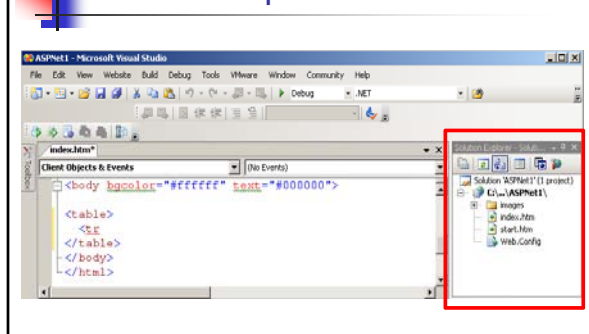 ASPNet1 - Microsoft Visual Studio
File Edit View Website Build Debug Tools VMware Window Community Help
Debug .NET
index.htm*
Client Objects & Events (No Events)
<body bgcolor="#ffffff" text="#000000">
<table>
<tr
</table>
</body>
</html>
Toolbox
Solution Explorer - Soluti...
Solution 'ASPNet1' (1 project)
C:\...\ASPNet1\
images
index.htm
start.htm
Web.Config